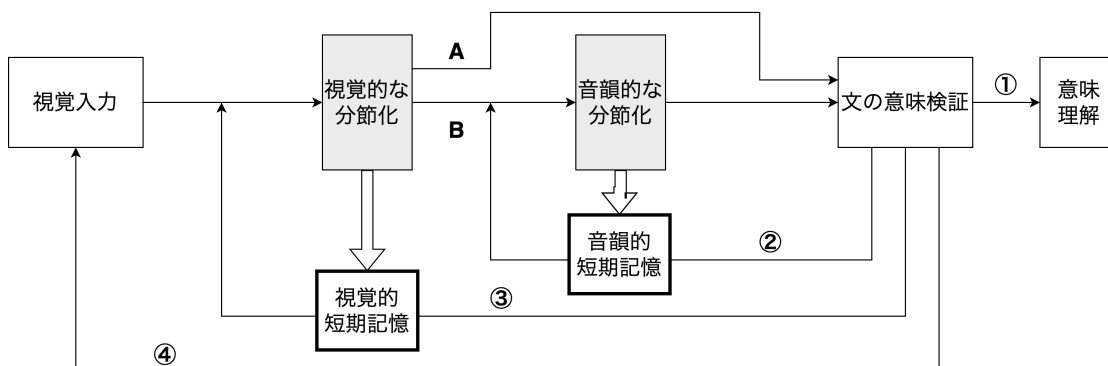 A
視覚入力
視覚的な
分節化
B
音韻的な
分節化
文の意味検証
①
意味
理解
音韻的
短期記憶
②
視覚的
短期記憶
③
④